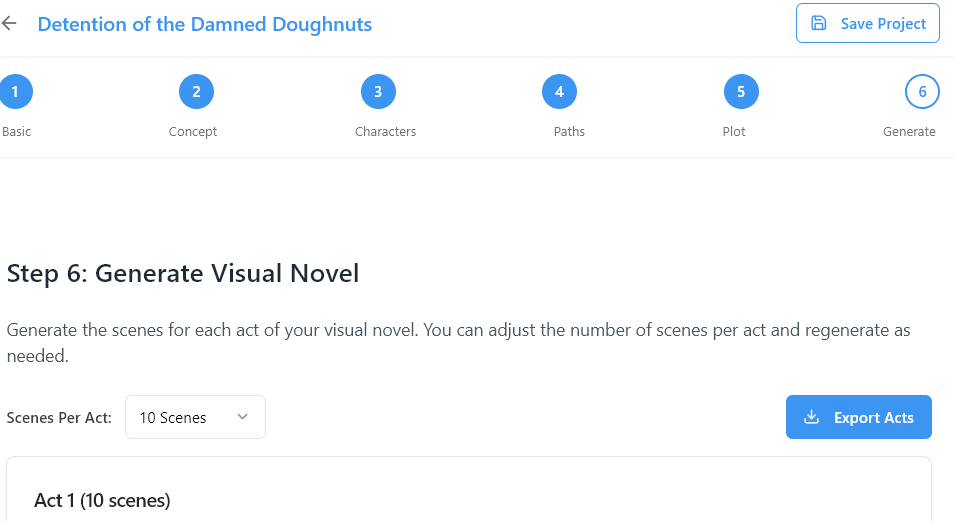 Detention of the Damned Doughnuts
Save Project
1
2
3
4
5
6
Basic
Concept
Characters
Paths
Plot
Generate
Step 6: Generate Visual Novel
Generate the scenes for each act of your visual novel. You can adjust the number of scenes per act and regenerate as
needed.
Scenes Per Act:
10 Scenes
Export Acts
Act 1 (10 scenes)